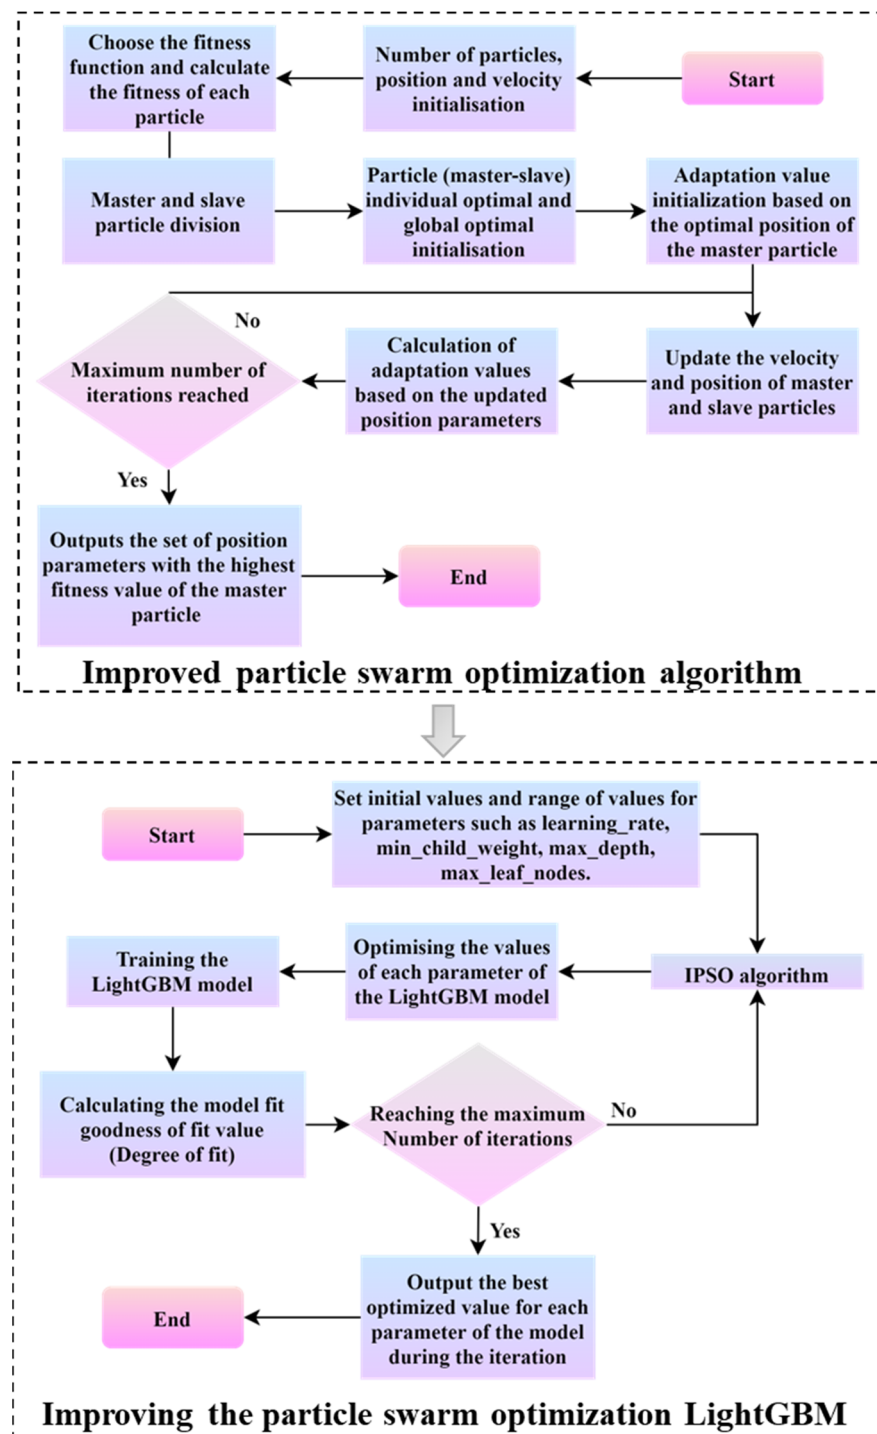 Start
Number of particles,
position and velocity
initialisation
Choose the fitness
function and calculate
the fitness of each
particle
Master and slave
particle division
Particle (master-slave)
individual optimal and
global optimal
initialisation
Adaptation value
initialization based on
the optimal position of
the master particle
Update the velocity
and position of master
and slave particles
Calculation of
adaptation values
based on the updated
position parameters
Maximum number of
iterations reached
No
Yes
Outputs the set of position
parameters with the highest
fitness value of the master
particle
End
Improved particle swarm optimization algorithm
Start
Set initial values and range of values for
parameters such as learning_rate,
min_child_weight, max_depth,
max_leaf_nodes.
IPSO algorithm
Optimising the values
of each parameter of
the LightGBM model
Training the
LightGBM model
Calculating the model fit
goodness of fit value
(Degree of fit)
Reaching the maximum
Number of iterations
No
Yes
Output the best
optimized value for each
parameter of the model
during the iteration
End
Improving the particle swarm optimization LightGBM